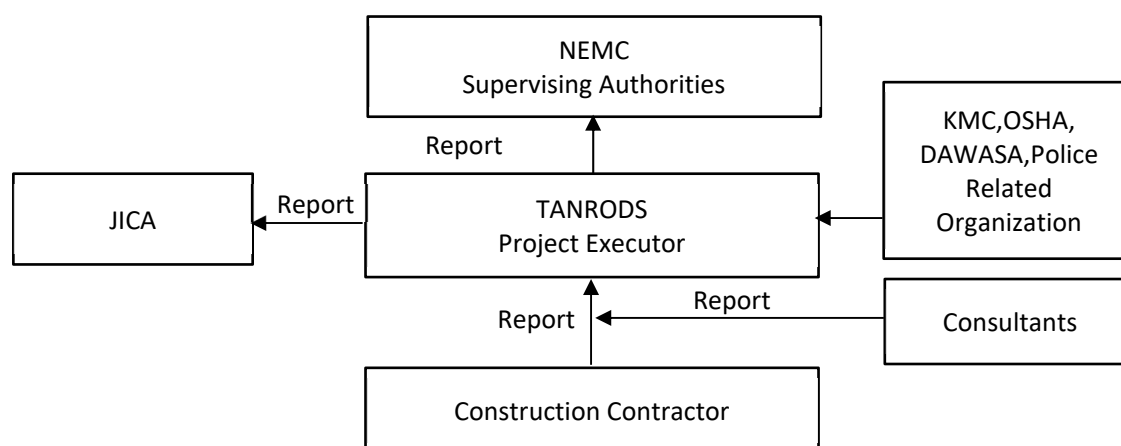 NEMC
Supervising Authorities
Report
KMC,OSHA,
DAWASA,Police
Related
Organization
JICA
Report
TANRODS
Project Executor
Report
Report
Consultants
Construction Contractor